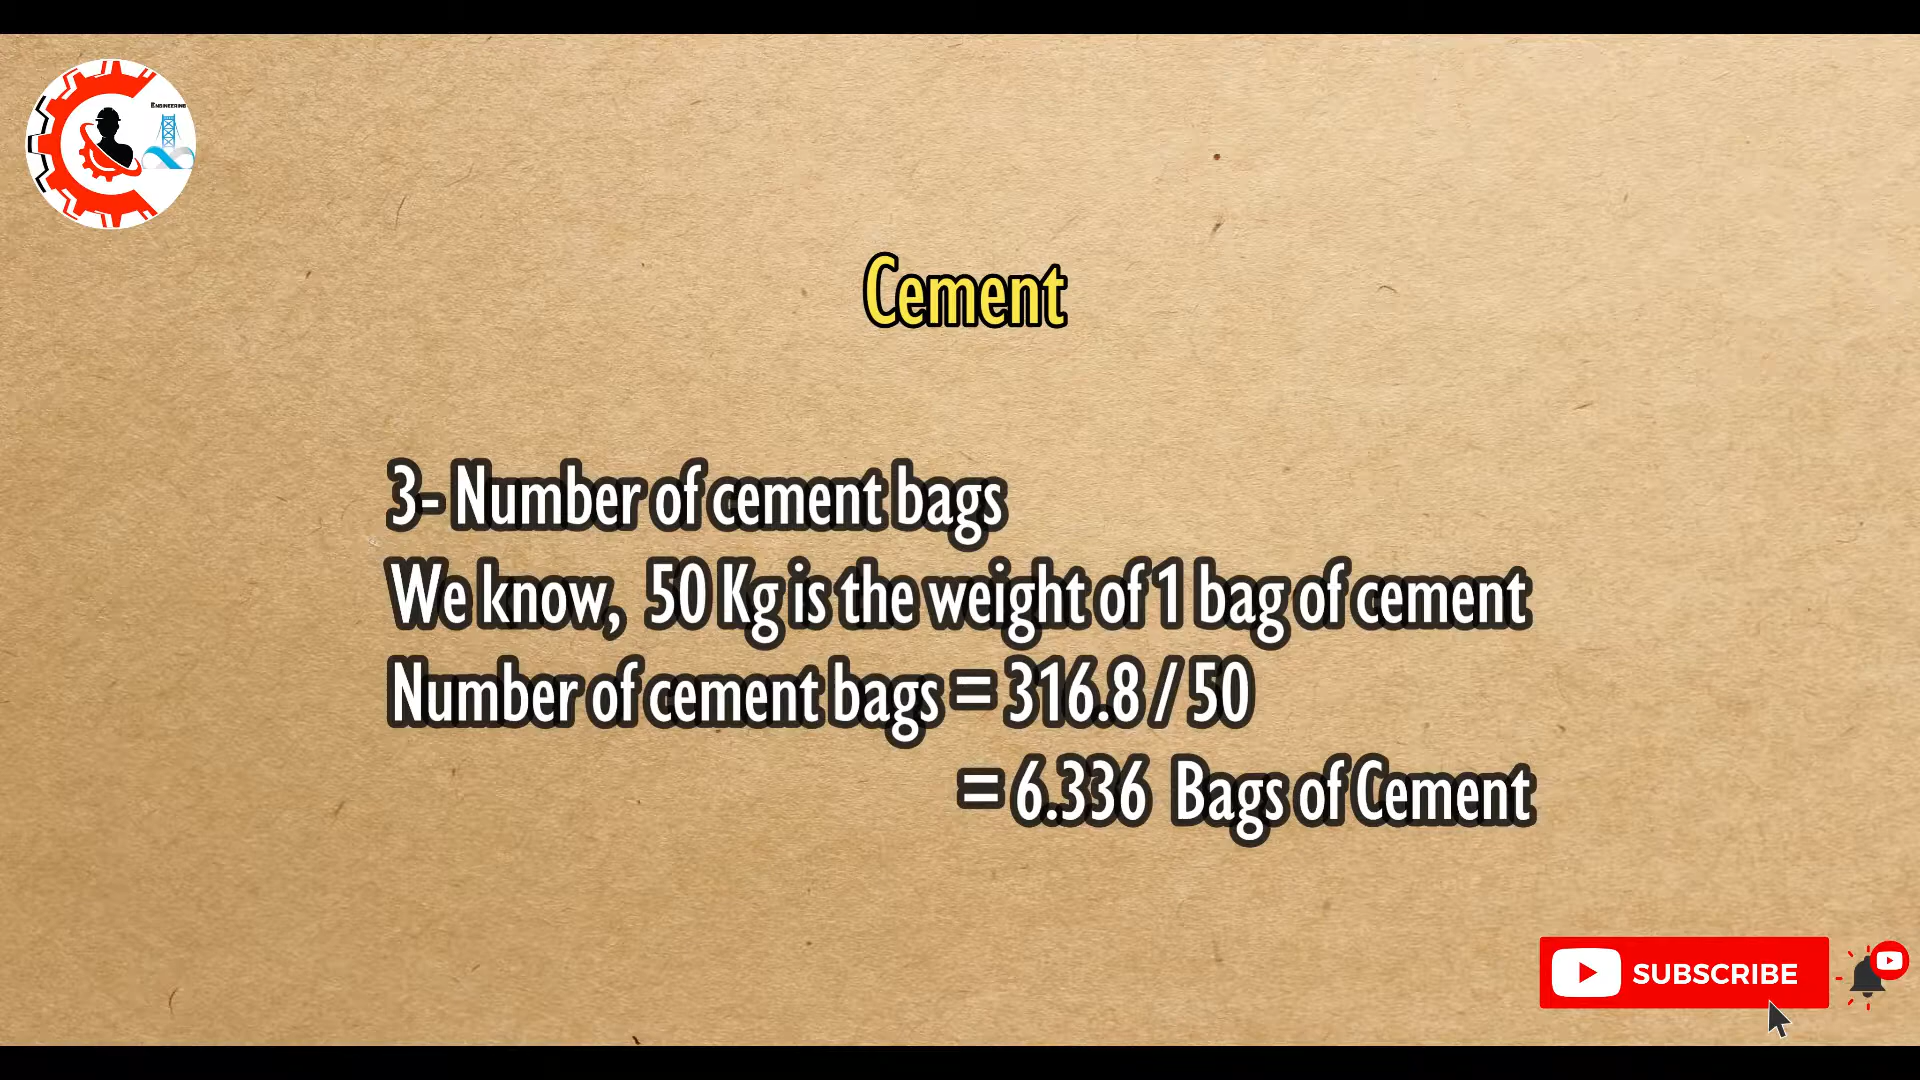 ENGINEERING
Cement
3- Number of cement bags
We know, 50 Kg is the weight of 1 bag of cement
Number of cement bags = 316.8 / 50
= 6.336 Bags of Cement
SUBSCRIBE